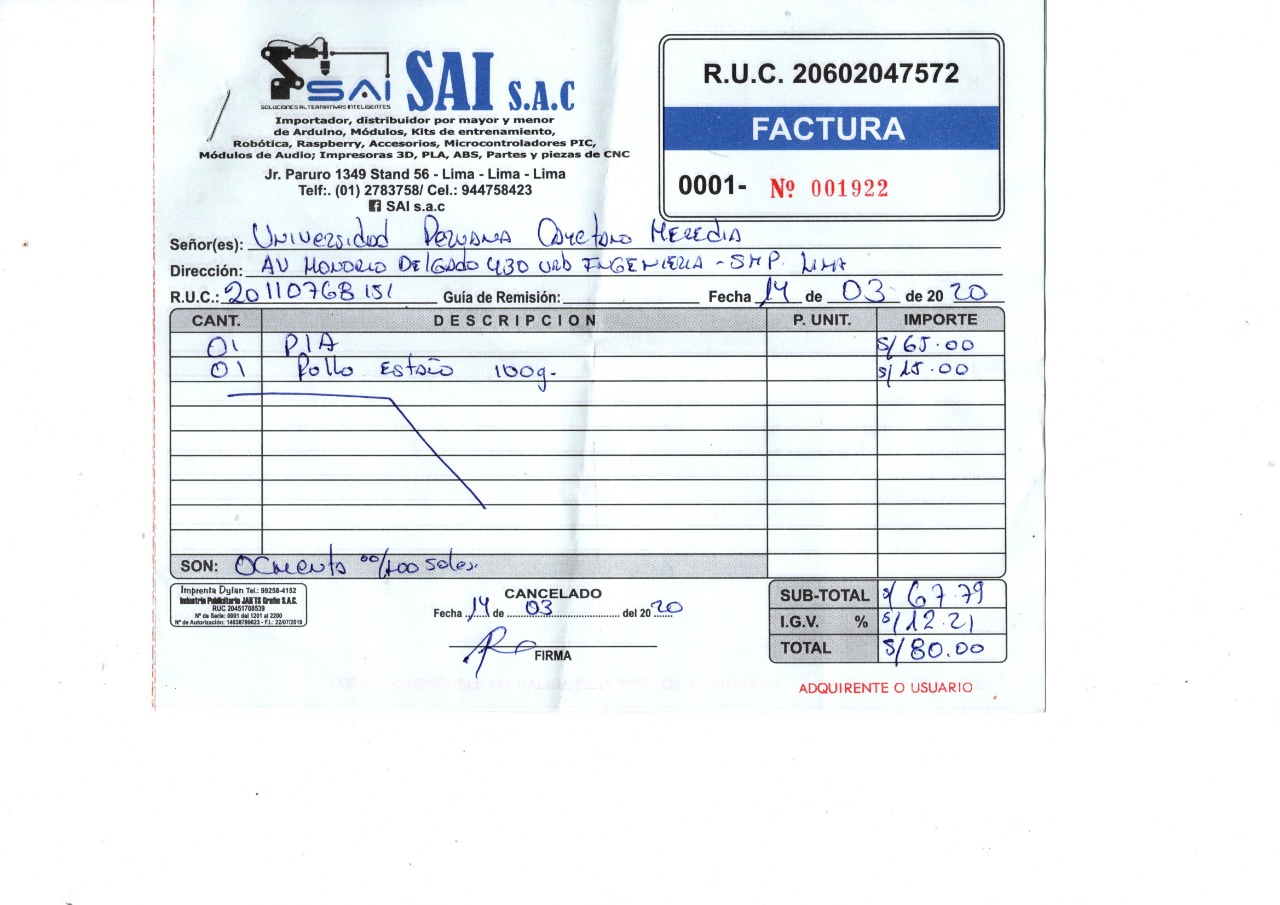 SAI
SOLUCIONES ALTERNATIVAS INTELIGENTES
SAI S.A.C
Importador, distribuidor por mayor y menor
de Arduino, Módulos, Kits de entrenamiento,
Robótica, Raspberry, Accesorios, Microcontroladores PIC,
Módulos de Audio; Impresoras 3D, PLA, ABS, Partes y piezas de CNC
Jr. Paruro 1349 Stand 56 - Lima - Lima - Lima
Telf:. (01) 2783758/ Cel.: 944758423
SAI s.a.c
R.U.C. 20602047572
FACTURA
0001- Nº 001922
Señor(es): Universidad Peruana Cayetano Heredia
Dirección: AV HONORIO DELGADO 430 URB INGENIERIA - SMP. LIMA
R.U.C.: 20110768151 Guía de Remisión: Fecha 14 de 03 de 2020
CANT. DESCRIPCION P. UNIT. IMPORTE
01 PLA S/65.00
01 Rollo Estaño 100g. S/15.00
SON: Ochenta 00/100 Soles.
Imprenta Dylan Tel.: 99258-4152
Industria Publicitaria JAKTS Grafic S.A.C.
RUC 20451708539
Nº de Serie: 0001 del 1201 al 2200
Nº de Autorización: 14038799023 - F.I.: 22/07/2019
CANCELADO
Fecha 14 de 03 del 2020
FIRMA
SUB-TOTAL S/ 67.79
I.G.V. % S/ 12.21
TOTAL S/80.00
ADQUIRENTE O USUARIO